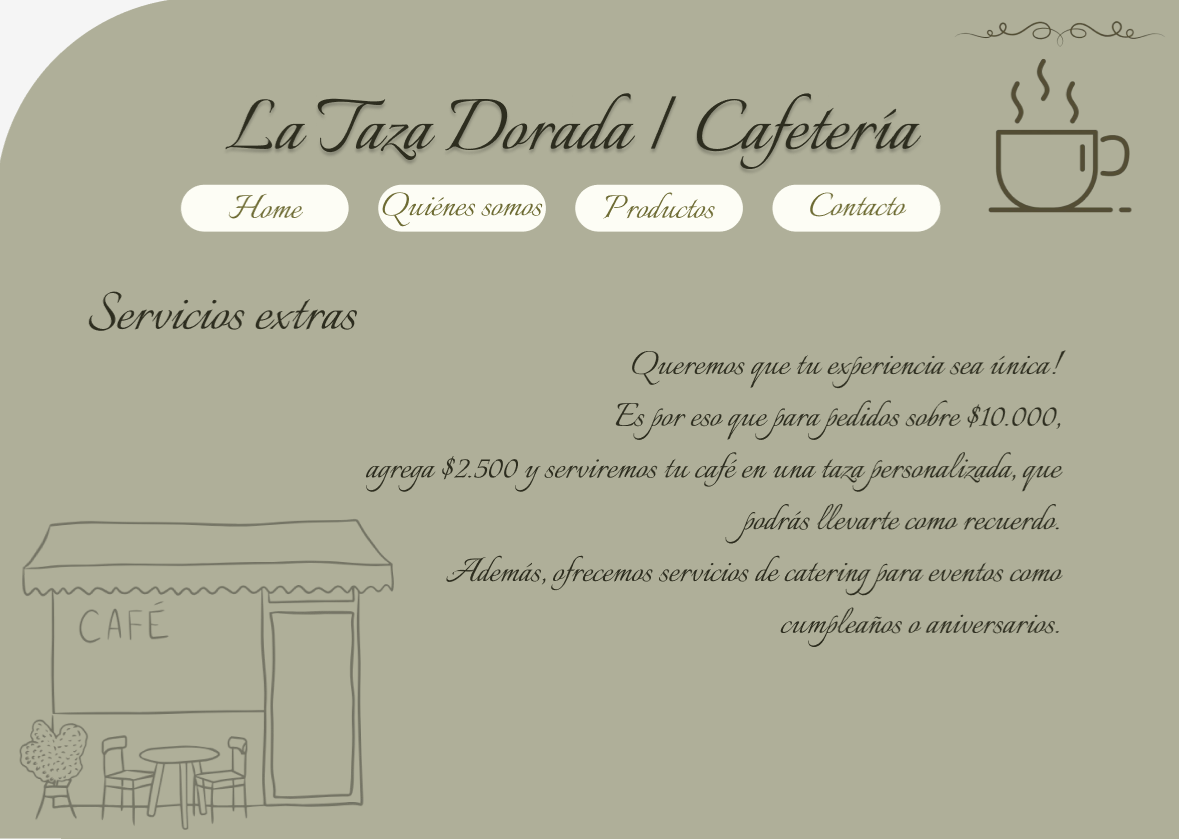 La Taza Dorada | Cafetería
Home
Quiénes somos
Productos
Contacto
Servicios extras
Queremos que tu experiencia sea única!
Es por eso que para pedidos sobre $10.000,
agrega $2.500 y serviremos tu café en una taza personalizada, que
podrás llevarte como recuerdo.
Además, ofrecemos servicios de catering para eventos como
cumpleaños o aniversarios.
CAFÉ